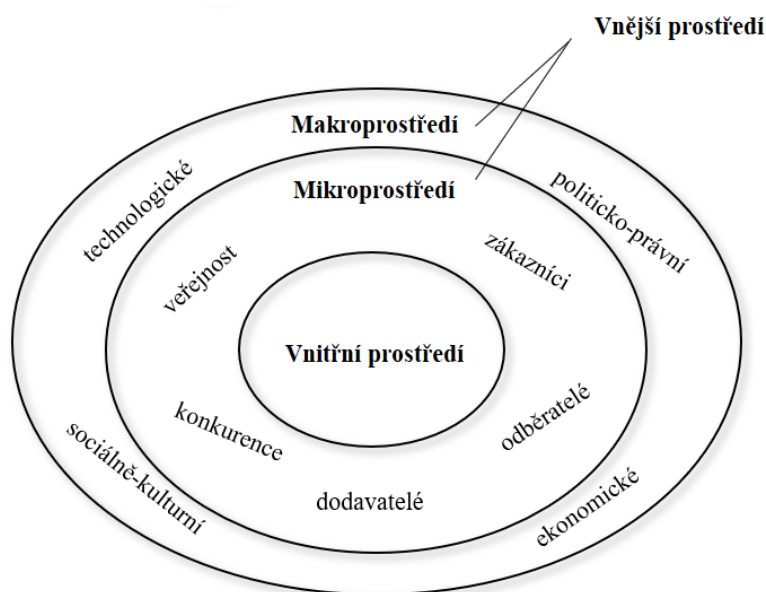 Vnější prostředí
Makroprostředí
Mikroprostředí
technologické
politicko-právní
veřejnost
zákazníci
Vnitřní prostředí
konkurence
odběratelé
sociálně-kulturní
dodavatelé
ekonomické